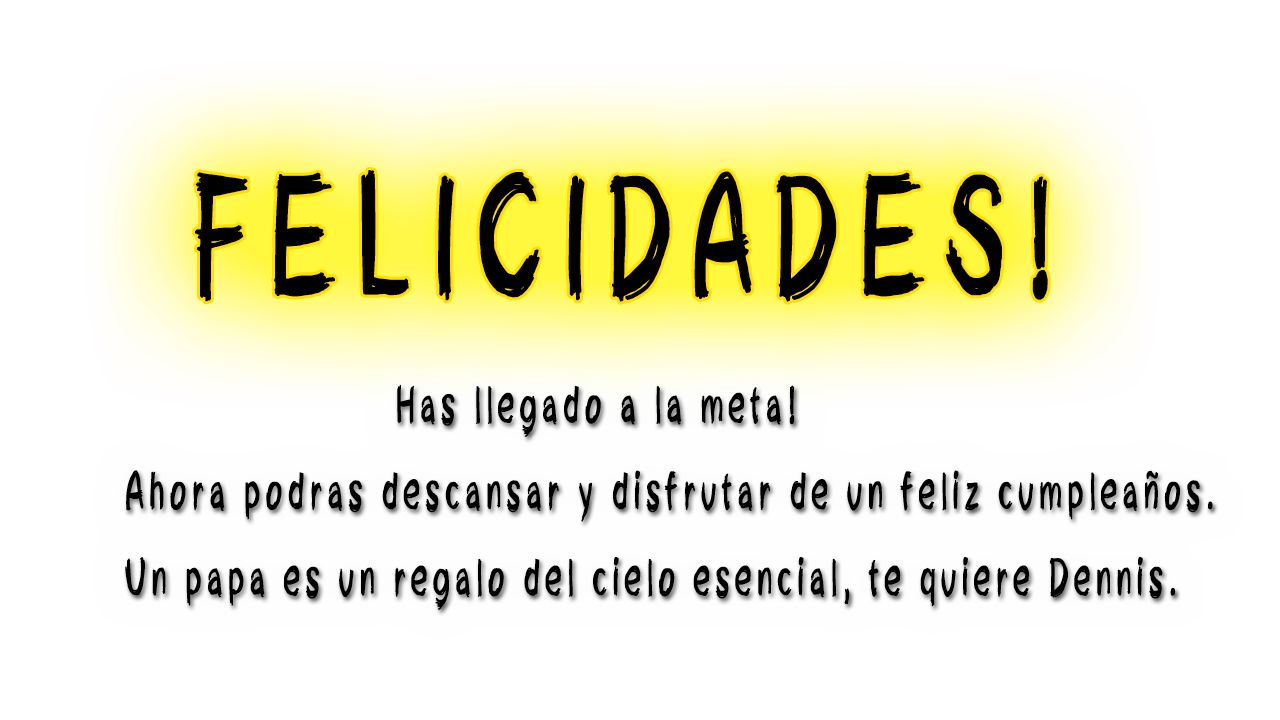 FELICIDADES!
Has llegado a la meta!
Ahora podras descansar y disfrutar de un feliz cumpleaños.
Un papa es un regalo del cielo esencial, te quiere Dennis.